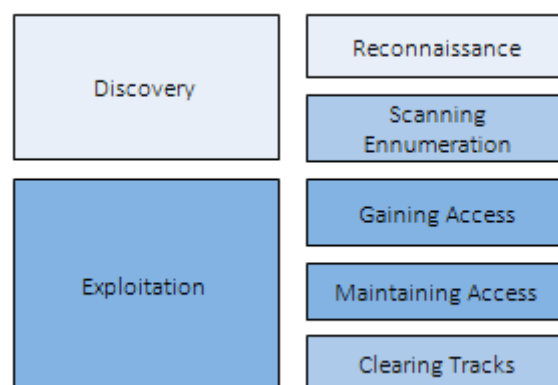 Discovery
Reconnaissance
Scanning
Ennumeration
Exploitation
Gaining Access
Maintaining Access
Clearing Tracks